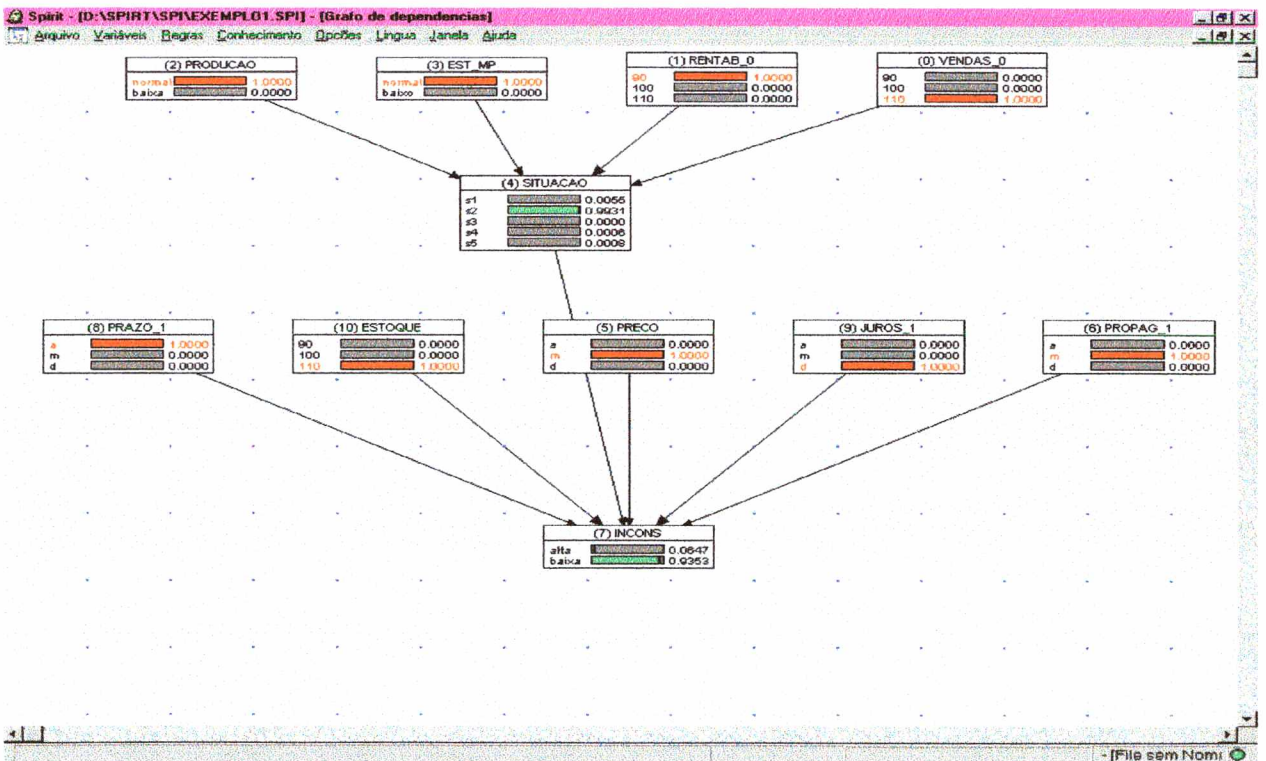 Spirit - [D:\SPIRT\SPI\EXEMPLO1.SPI] - [Grafo de dependencias]
Arquivo Variáveis Regras Conhecimento Opcões Lingua Janela Ajuda
(2) PRODUCAO
normal 1.0000
baixa 0.0000
(3) EST_MP
normal 1.0000
baixo 0.0000
(1) RENTAB_0
90 1.0000
100 0.0000
110 0.0000
(0) VENDAS_0
90 0.0000
100 0.0000
110 1.0000
(4) SITUACAO
s1 0.0055
s2 0.9931
s3 0.0000
s4 0.0006
s5 0.0008
(8) PRAZO_1
a 1.0000
m 0.0000
d 0.0000
(10) ESTOQUE
90 0.0000
100 0.0000
110 1.0000
(5) PRECO
a 0.0000
m 1.0000
d 0.0000
(9) JUROS_1
a 0.0000
m 0.0000
d 1.0000
(6) PROPAG_1
a 0.0000
m 1.0000
d 0.0000
(7) INCONS
alta 0.0647
baixa 0.9353
- [File sem Nom